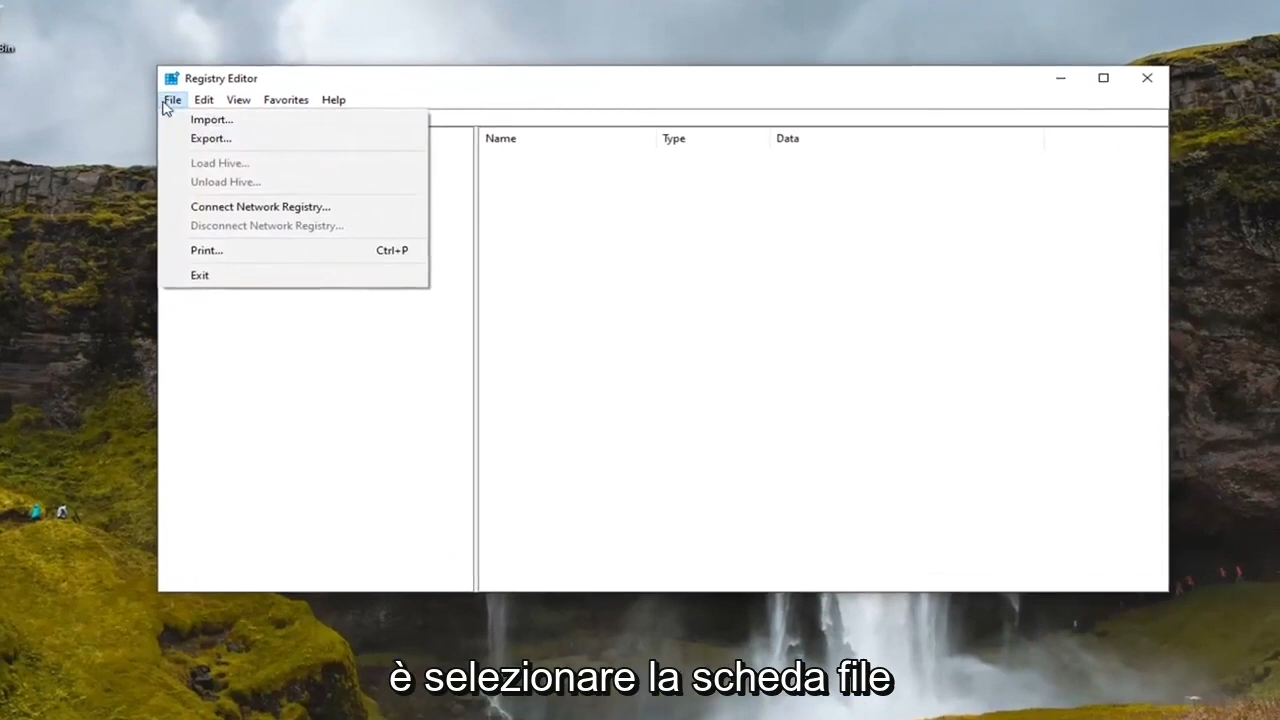 Bin
Registry Editor
File Edit View Favorites Help
Import...
Export...
Load Hive...
Unload Hive...
Connect Network Registry...
Disconnect Network Registry...
Print... Ctrl+P
Exit
Name Type Data
è selezionare la scheda file